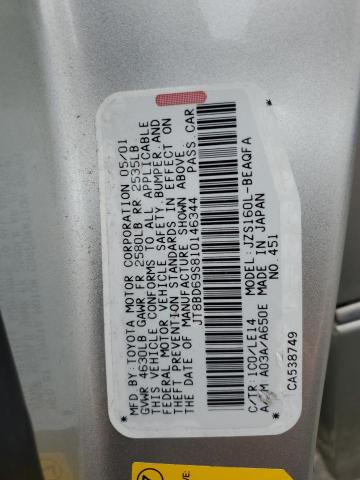 MFD.BY:TOYOTA MOTOR CORPORATION 05/01
GVWR 4630LB GAWR FR 2580LB RR 2535LB
THIS VEHICLE CONFORMS TO ALL APPLICABLE
FEDERAL MOTOR VEHICLE SAFETY,BUMPER,AND
THEFT PREVENTION STANDARDS IN EFFECT ON
THE DATE OF MANUFACTURE SHOWN ABOVE.
JT8BD69S810146344 PASS.CAR
C/TR 1C0/LE14 MODEL:JZS160L-BEAQFA
A/TM A03A/A650E MADE IN JAPAN
NO.451
CA538749